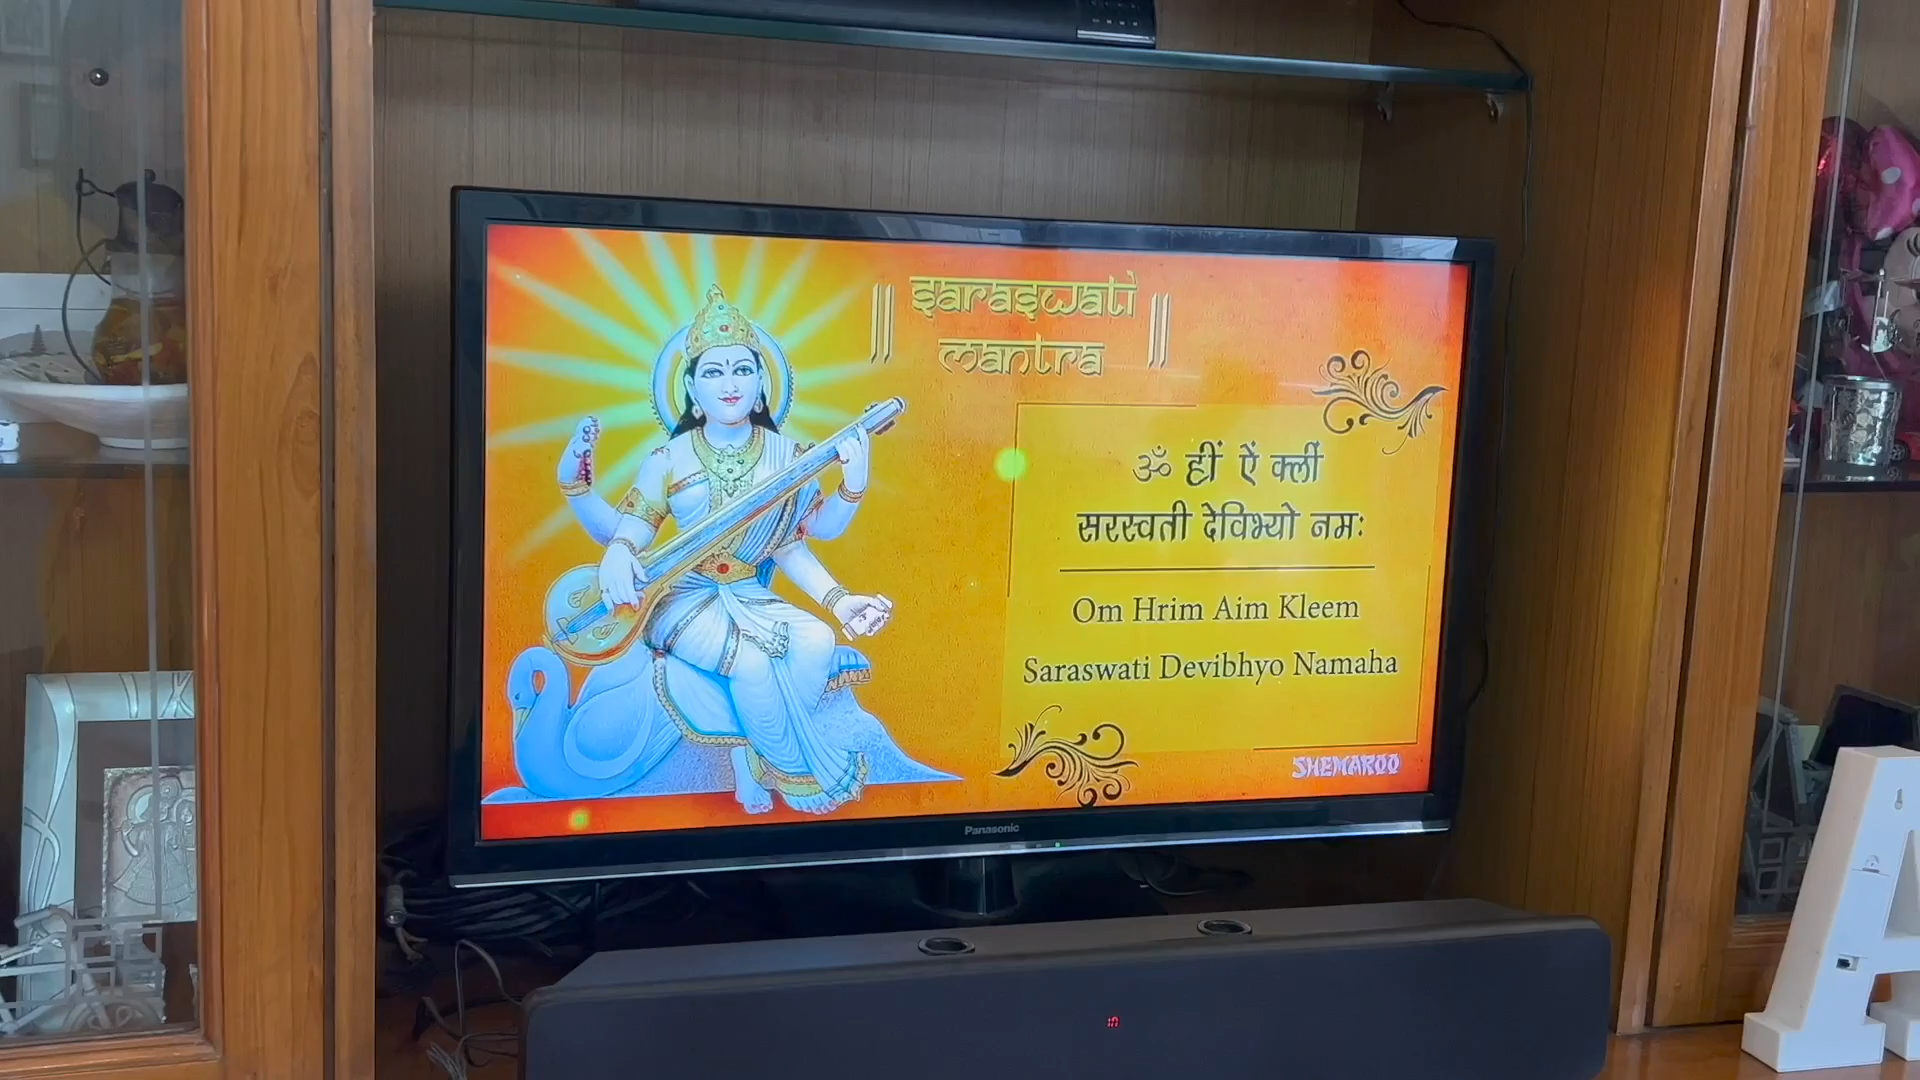 || Saraswati ||
mantra
ॐ ह्रीं ऐं क्लीं
सरस्वती देविभ्यो नमः
Om Hrim Aim Kleem
Saraswati Devibhyo Namaha
SHEMAROO
Panasonic
A